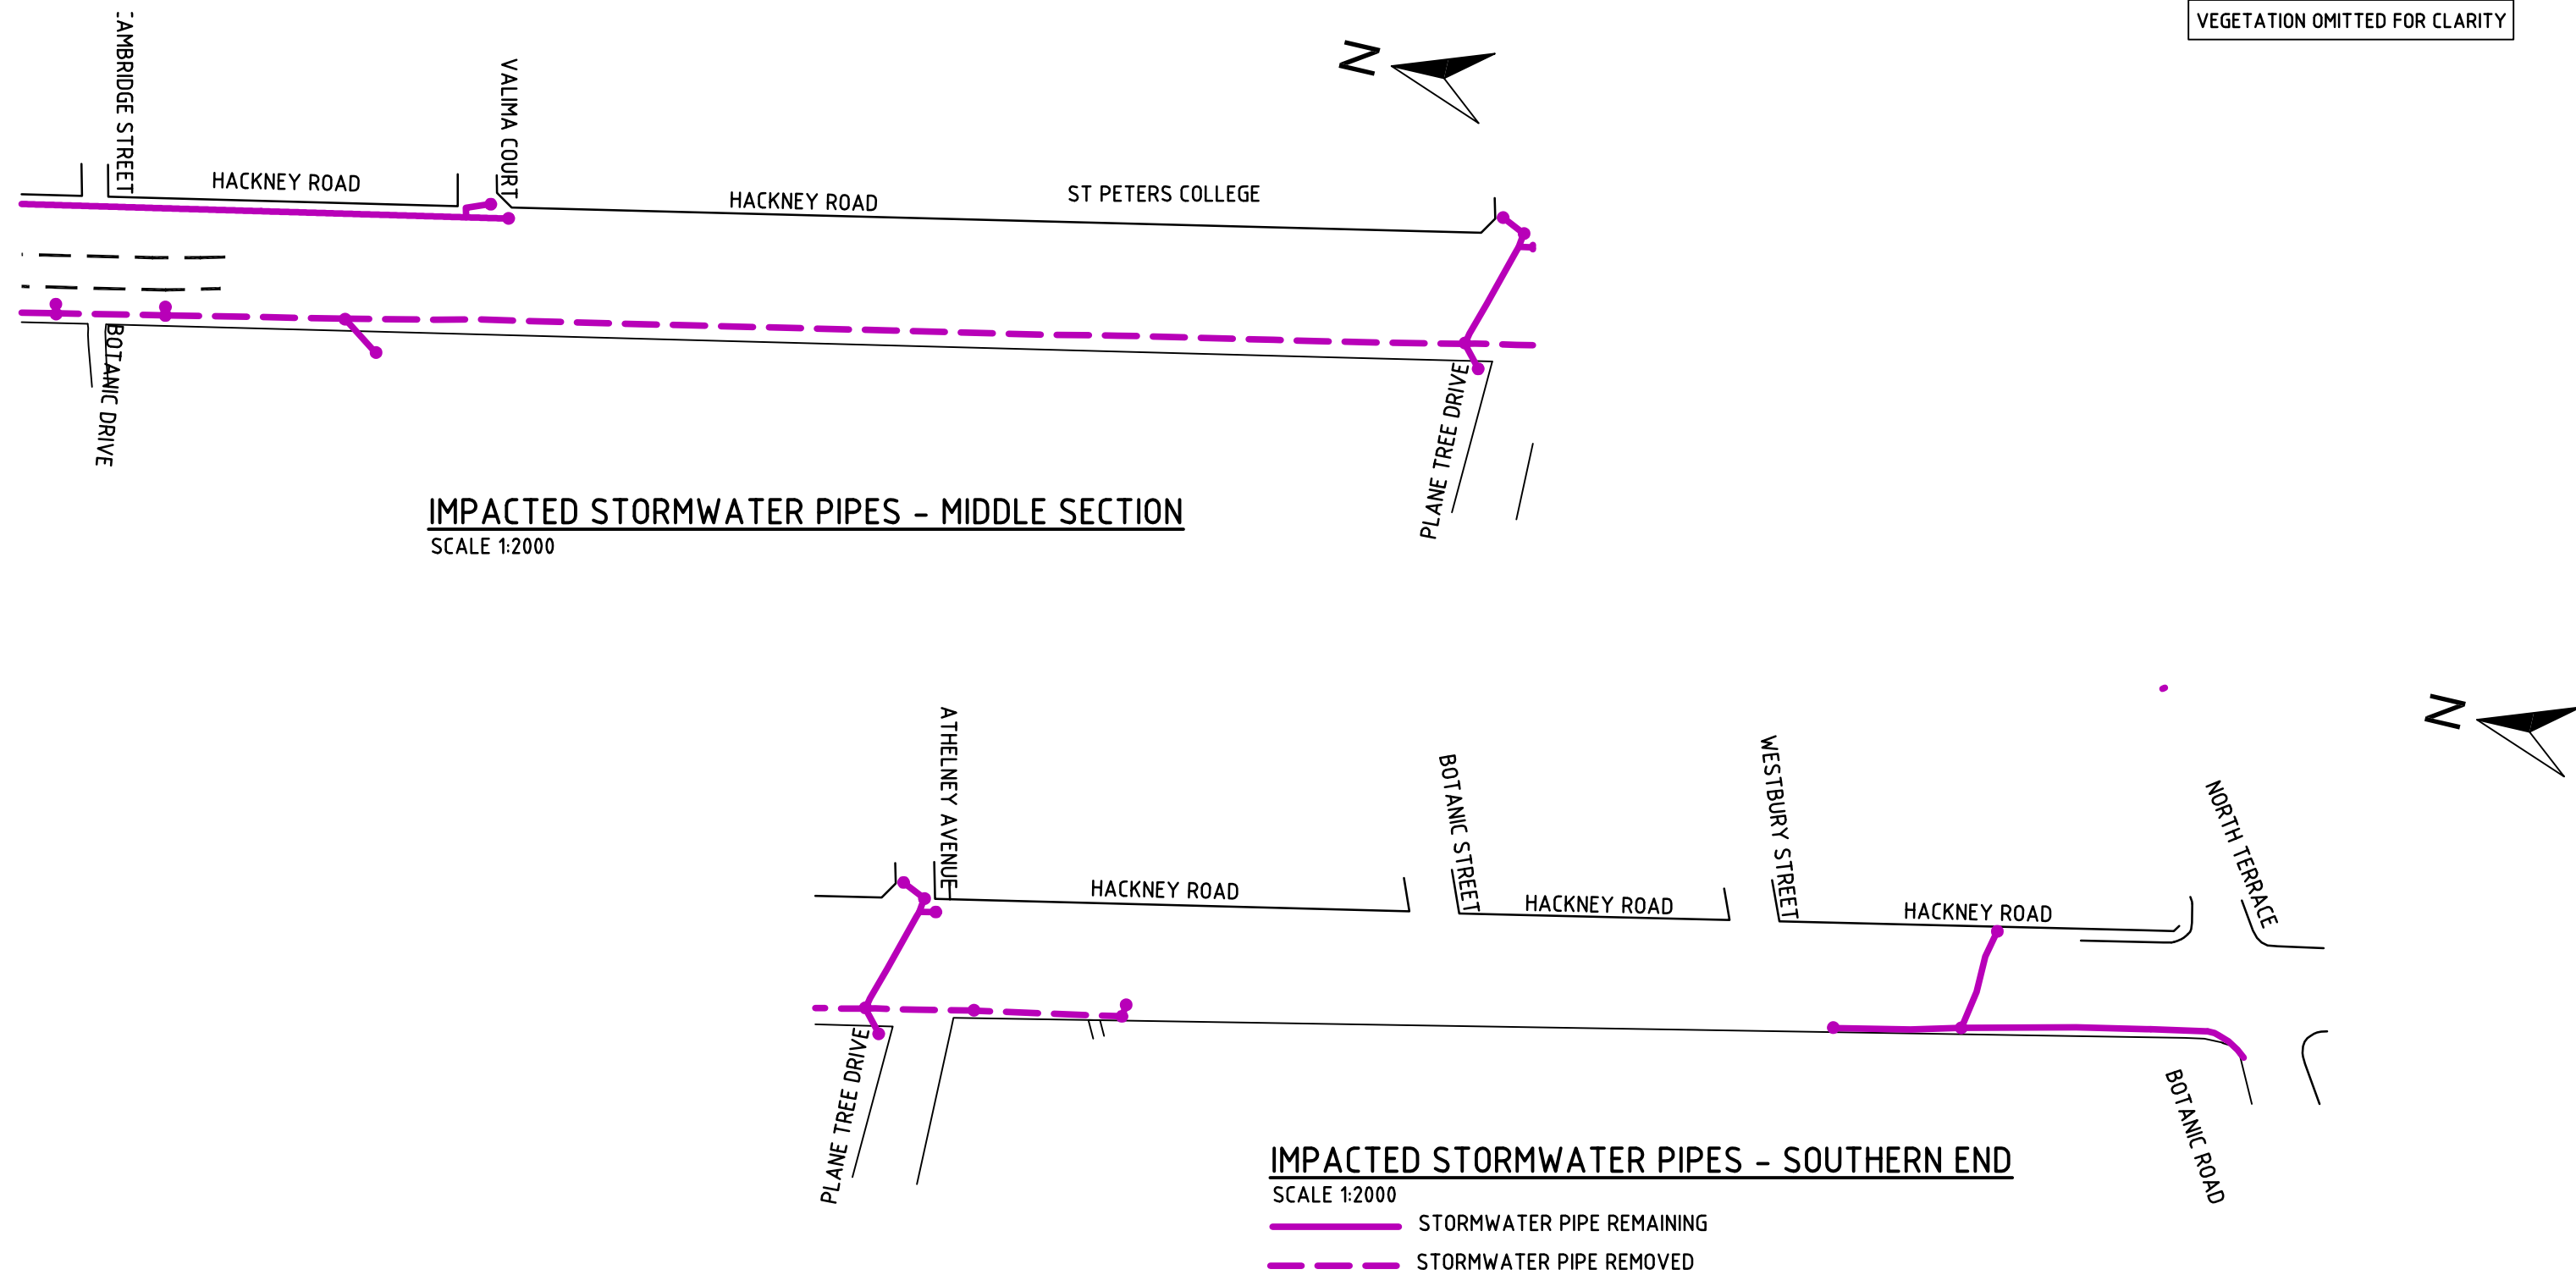 VEGETATION OMITTED FOR CLARITY
N
AMBRIDGE STREET
VALIMA COURT
HACKNEY ROAD
HACKNEY ROAD
ST PETERS COLLEGE
BOTANIC DRIVE
PLANE TREE DRIVE
IMPACTED STORMWATER PIPES - MIDDLE SECTION
SCALE 1:2000
N
ATHELNEY AVENUE
BOTANIC STREET
WESTBURY STREET
NORTH TERRACE
HACKNEY ROAD
HACKNEY ROAD
HACKNEY ROAD
PLANE TREE DRIVE
BOTANIC ROAD
IMPACTED STORMWATER PIPES - SOUTHERN END
SCALE 1:2000
STORMWATER PIPE REMAINING
STORMWATER PIPE REMOVED